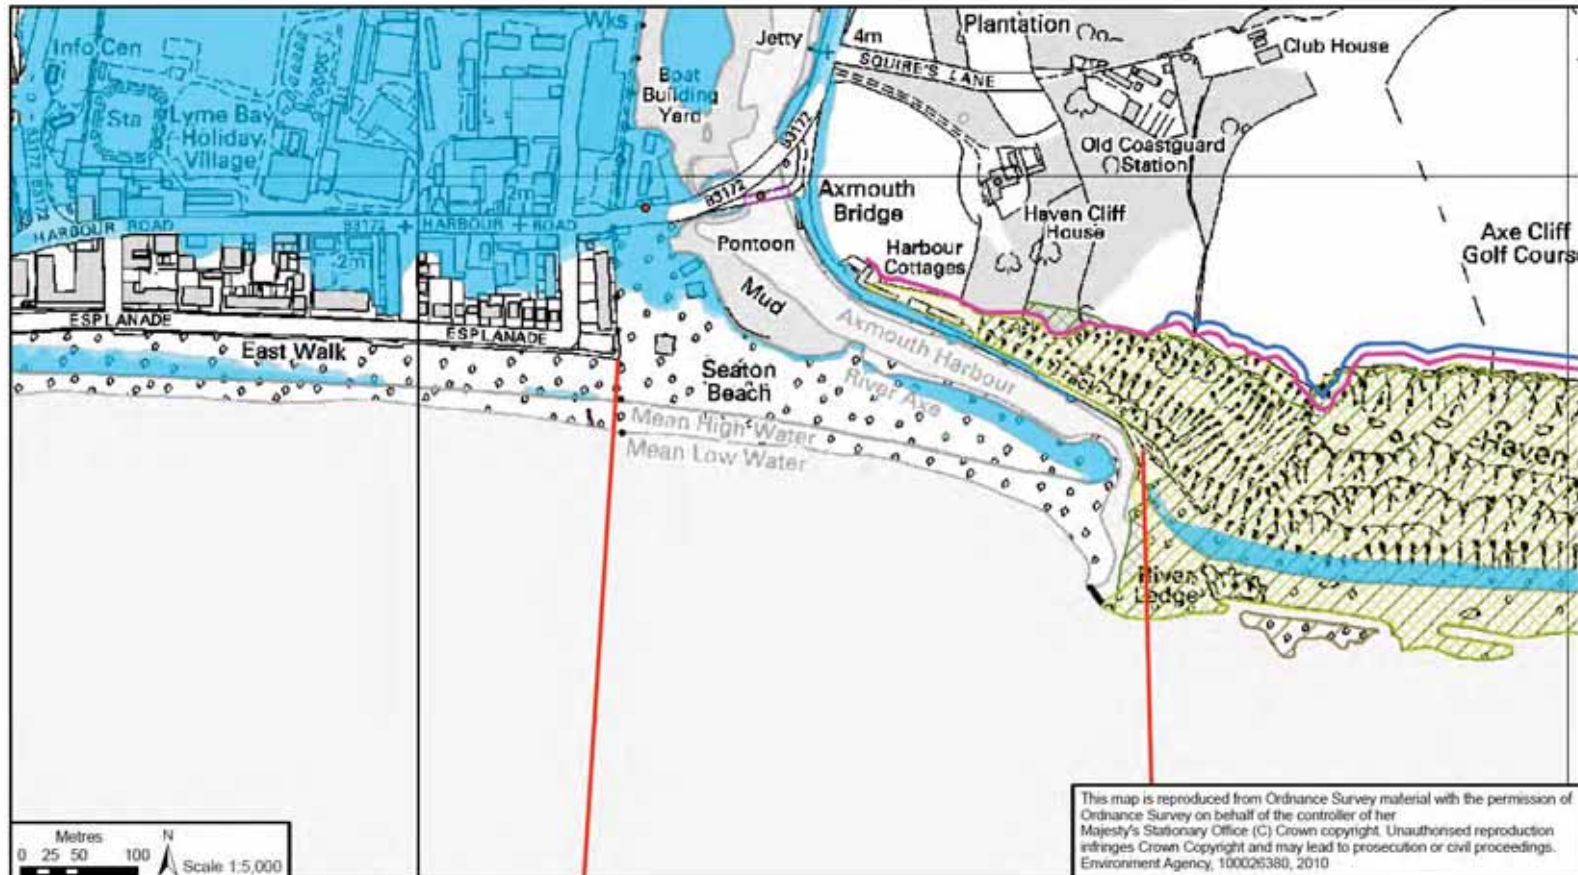 Wks
Plantation
Info Cen
Jetty
4m
Club House
SQUIRE'S LANE
Boat
Building
Yard
Sta
Lyme Bay
Holiday
Village
B3172
B3172
Old Coastguard
Station
2m
B3172
Axmouth
Bridge
Haven Cliff
House
HARBOUR ROAD
B3172
HARBOUR ROAD
Pontoon
Harbour
Cottages
Axe Cliff
Golf Course
2m
Mud
ESPLANADE
ESPLANADE
Axmouth Harbour
East Walk
Track
Seaton
Beach
River Axe
Mean High Water
Mean Low Water
Haven
River
Ledge
This map is reproduced from Ordnance Survey material with the permission of
Ordnance Survey on behalf of the controller of her
Majesty's Stationary Office (C) Crown copyright. Unauthorised reproduction
infringes Crown Copyright and may lead to prosecution or civil proceedings.
Environment Agency, 100026380, 2010
Metres
N
0 25 50 100
Scale 1:5,000